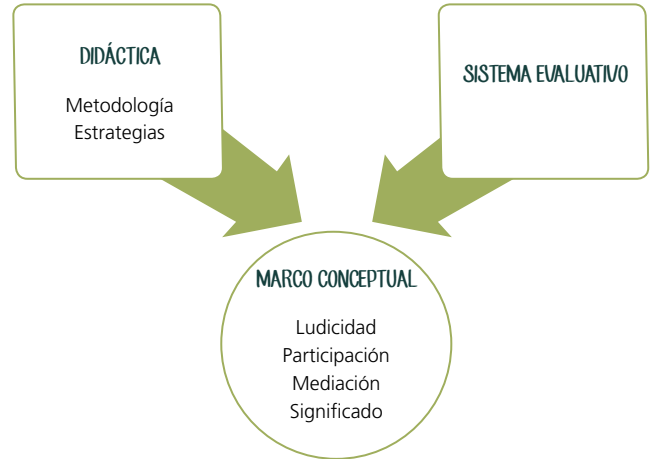 DIDÁCTICA
Metodología
Estrategias
SISTEMA EVALUATIVO
MARCO CONCEPTUAL
Ludicidad
Participación
Mediación
Significado